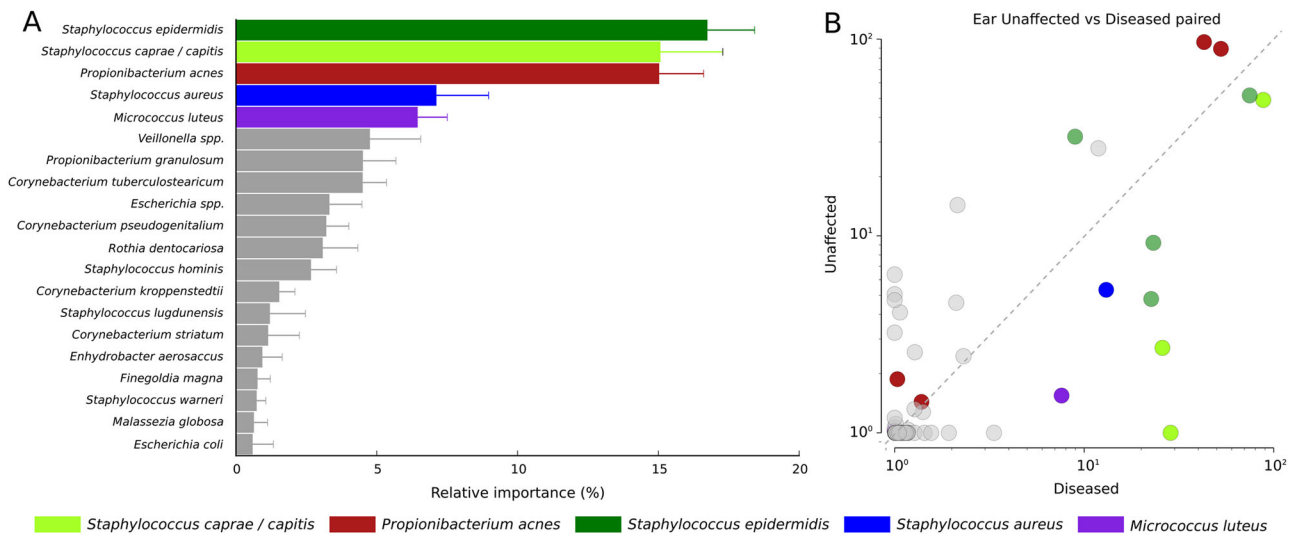 A
Staphylococcus epidermidis
Staphylococcus caprae / capitis
Propionibacterium acnes
Staphylococcus aureus
Micrococcus luteus
Veillonella spp.
Propionibacterium granulosum
Corynebacterium tuberculostearicum
Escherichia spp.
Corynebacterium pseudogenitalium
Rothia dentocariosa
Staphylococcus hominis
Corynebacterium kroppenstedtii
Staphylococcus lugdunensis
Corynebacterium striatum
Enhydrobacter aerosaccus
Finegoldia magna
Staphylococcus warneri
Malassezia globosa
Escherichia coli
0 5 10 15 20
Relative importance (%)
B
Ear Unaffected vs Diseased paired
10²
10¹
10⁰
Unaffected
10⁰ 10¹ 10²
Diseased
Staphylococcus caprae / capitis Propionibacterium acnes Staphylococcus epidermidis Staphylococcus aureus Micrococcus luteus